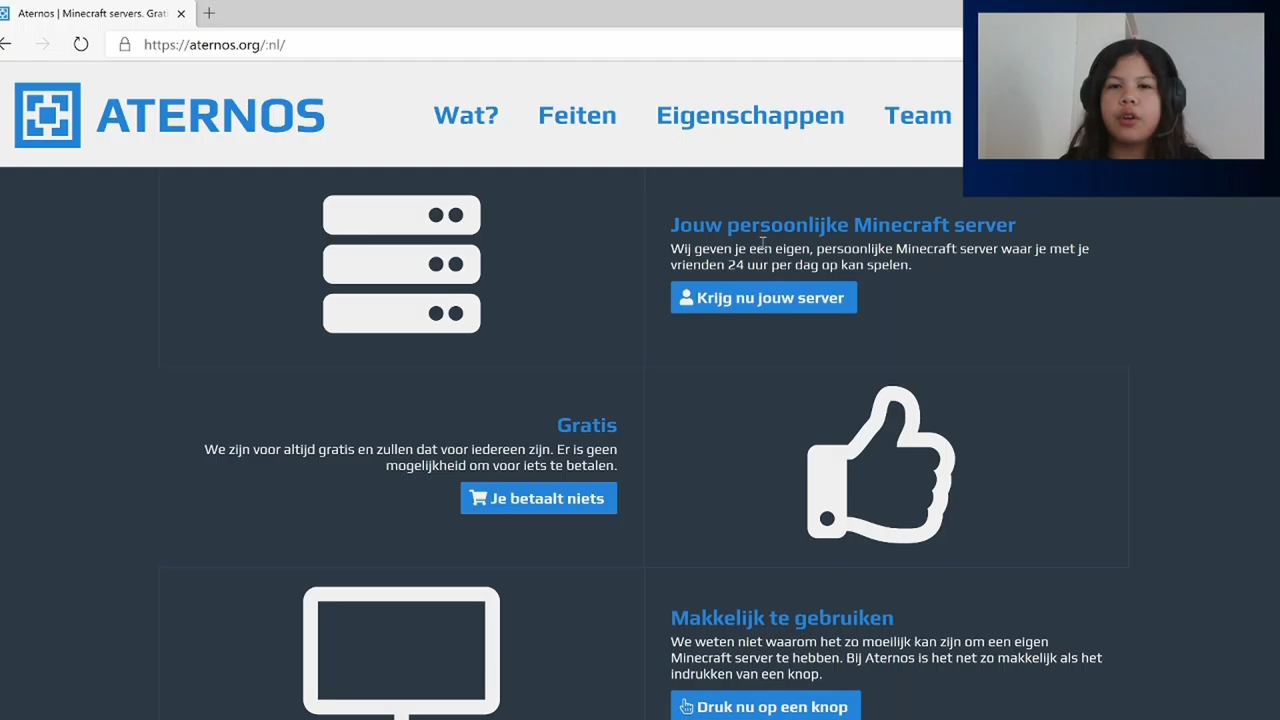 Aternos | Minecraft servers. Grati
https://aternos.org/:nl/
ATERNOS
Wat?
Feiten
Eigenschappen
Team
Jouw persoonlijke Minecraft server
Wij geven je een eigen, persoonlijke Minecraft server waar je met je
vrienden 24 uur per dag op kan spelen.
Krijg nu jouw server
Gratis
We zijn voor altijd gratis en zullen dat voor iedereen zijn. Er is geen
mogelijkheid om voor iets te betalen.
Je betaalt niets
Makkelijk te gebruiken
We weten niet waarom het zo moeilijk kan zijn om een eigen
Minecraft server te hebben. Bij Aternos is het net zo makkelijk als het
indrukken van een knop.
Druk nu op een knop